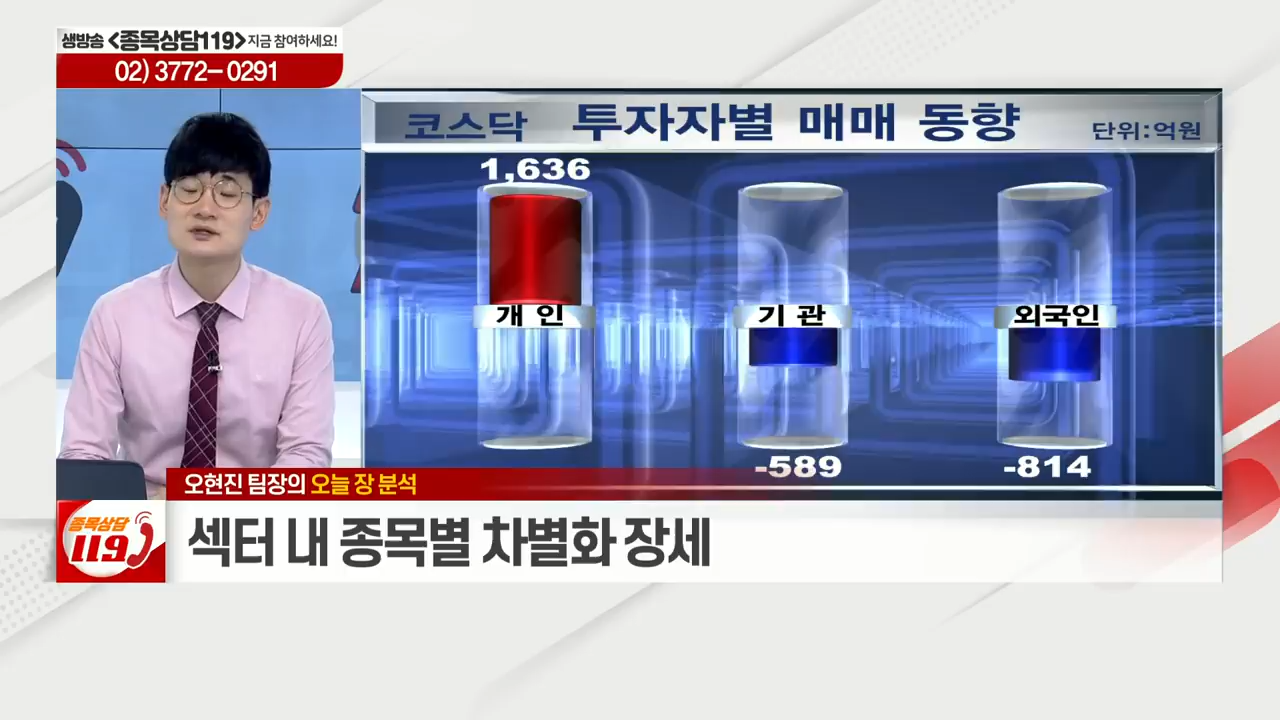 생방송 <종목상담119> 지금 참여하세요!
02) 3772-0291
코스닥 투자자별 매매 동향 단위:억원
1,636
개 인 기 관 외국인
-589 -814
오현진 팀장의 오늘 장 분석
종목상담
119
섹터 내 종목별 차별화 장세